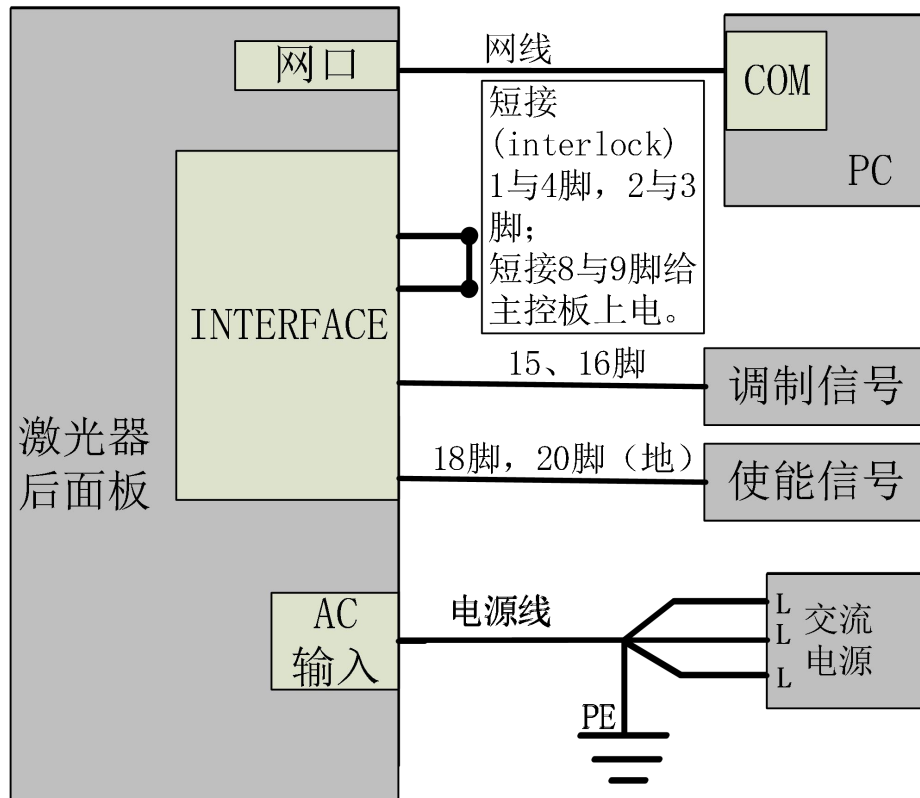 网口
网线
COM
PC
短接
(interlock)
1与4脚，2与3
脚；
短接8与9脚给
主控板上电。
INTERFACE
15、16脚
调制信号
激光器
后面板
18脚，20脚（地）
使能信号
AC
输入
电源线
L
L
L
交流
电源
PE